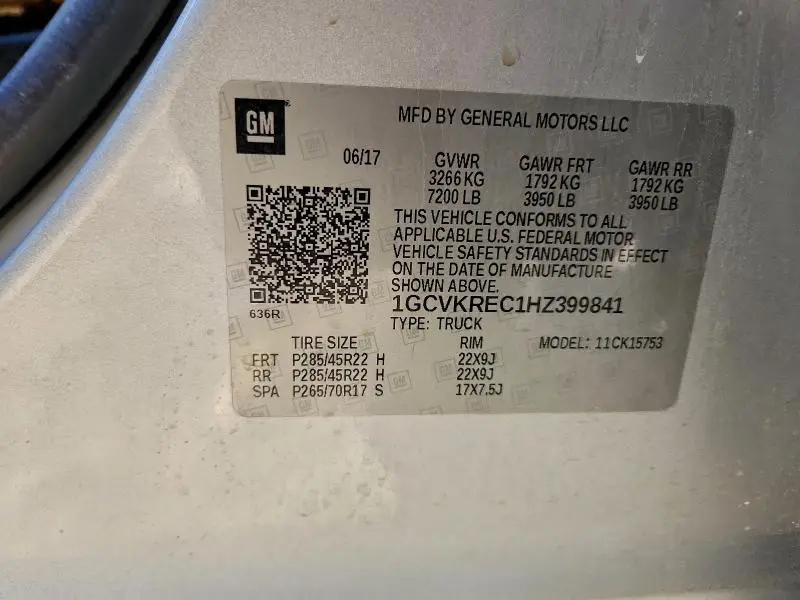 GM
MFD BY GENERAL MOTORS LLC
06/17
GVWR GAWR FRT GAWR RR
3266 KG 1792 KG 1792 KG
7200 LB 3950 LB 3950 LB
THIS VEHICLE CONFORMS TO ALL
APPLICABLE U.S. FEDERAL MOTOR
VEHICLE SAFETY STANDARDS IN EFFECT
ON THE DATE OF MANUFACTURE
SHOWN ABOVE.
636R
1GCVKREC1HZ399841
TYPE: TRUCK
TIRE SIZE RIM MODEL: 11CK15753
FRT P285/45R22 H 22X9J
RR P285/45R22 H 22X9J
SPA P265/70R17 S 17X7.5J